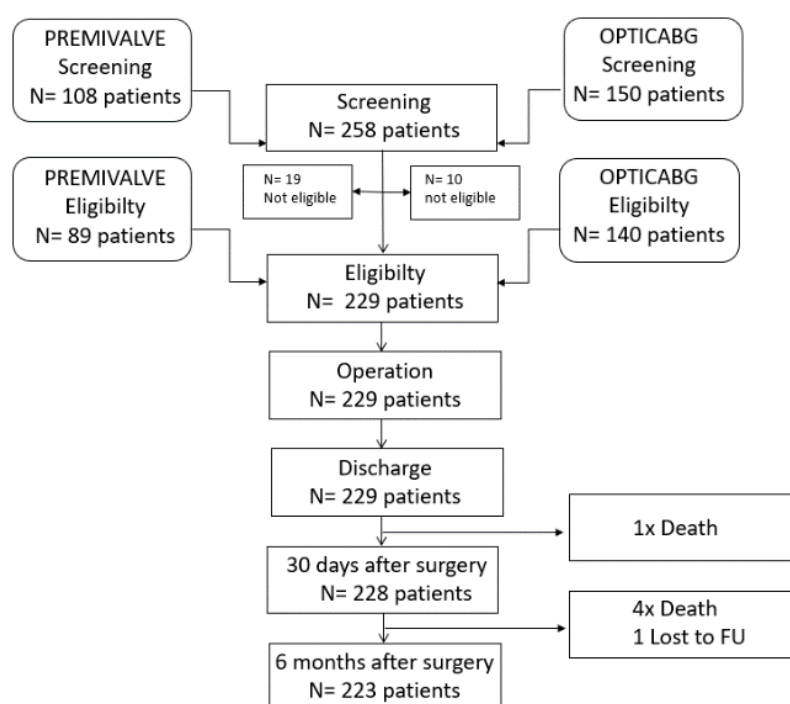 PREMIVALVE
Screening
N= 108 patients
OPTICABG
Screening
N= 150 patients
Screening
N= 258 patients
N= 19
Not eligible
N= 10
not eligible
PREMIVALVE
Eligibilty
N= 89 patients
OPTICABG
Eligibilty
N= 140 patients
Eligibilty
N= 229 patients
Operation
N= 229 patients
Discharge
N= 229 patients
1x Death
30 days after surgery
N= 228 patients
4x Death
1 Lost to FU
6 months after surgery
N= 223 patients